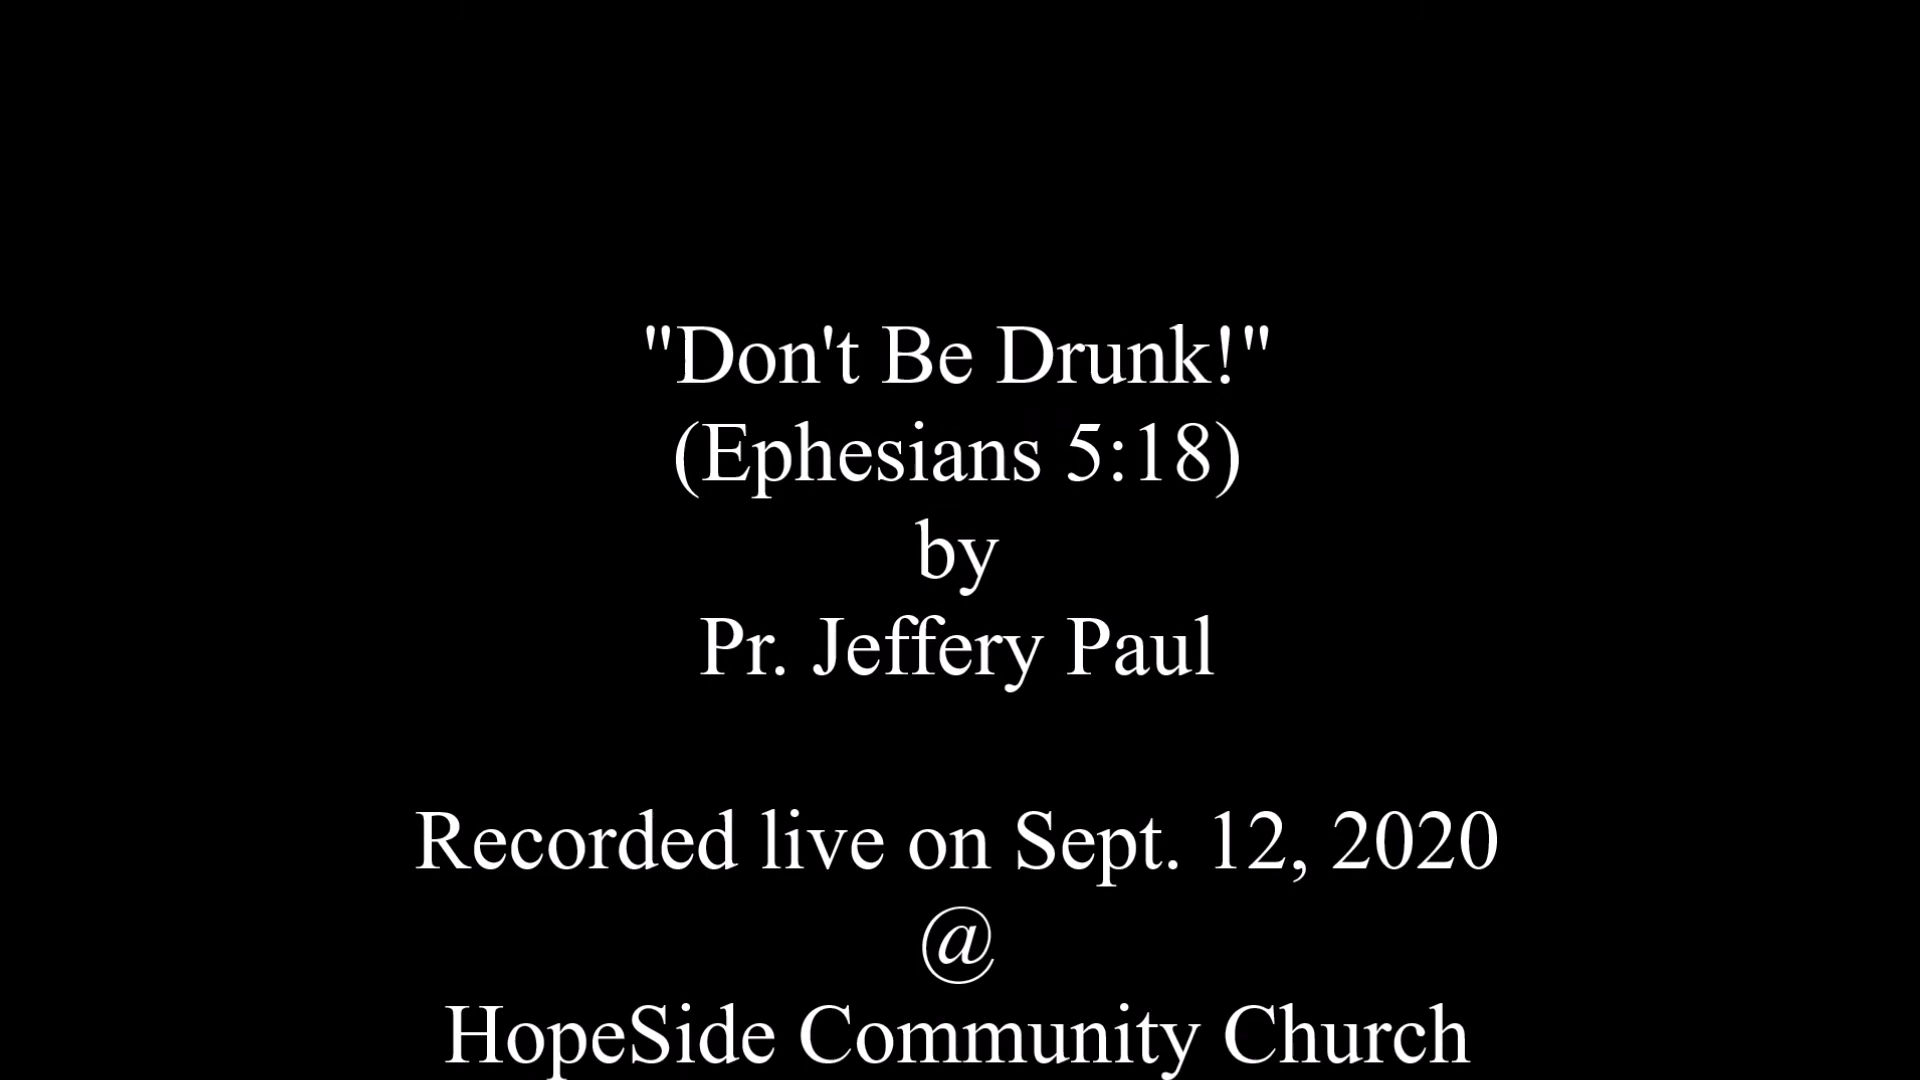 "Don't Be Drunk!"
(Ephesians 5:18)
by
Pr. Jeffery Paul
Recorded live on Sept. 12, 2020
@
HopeSide Community Church